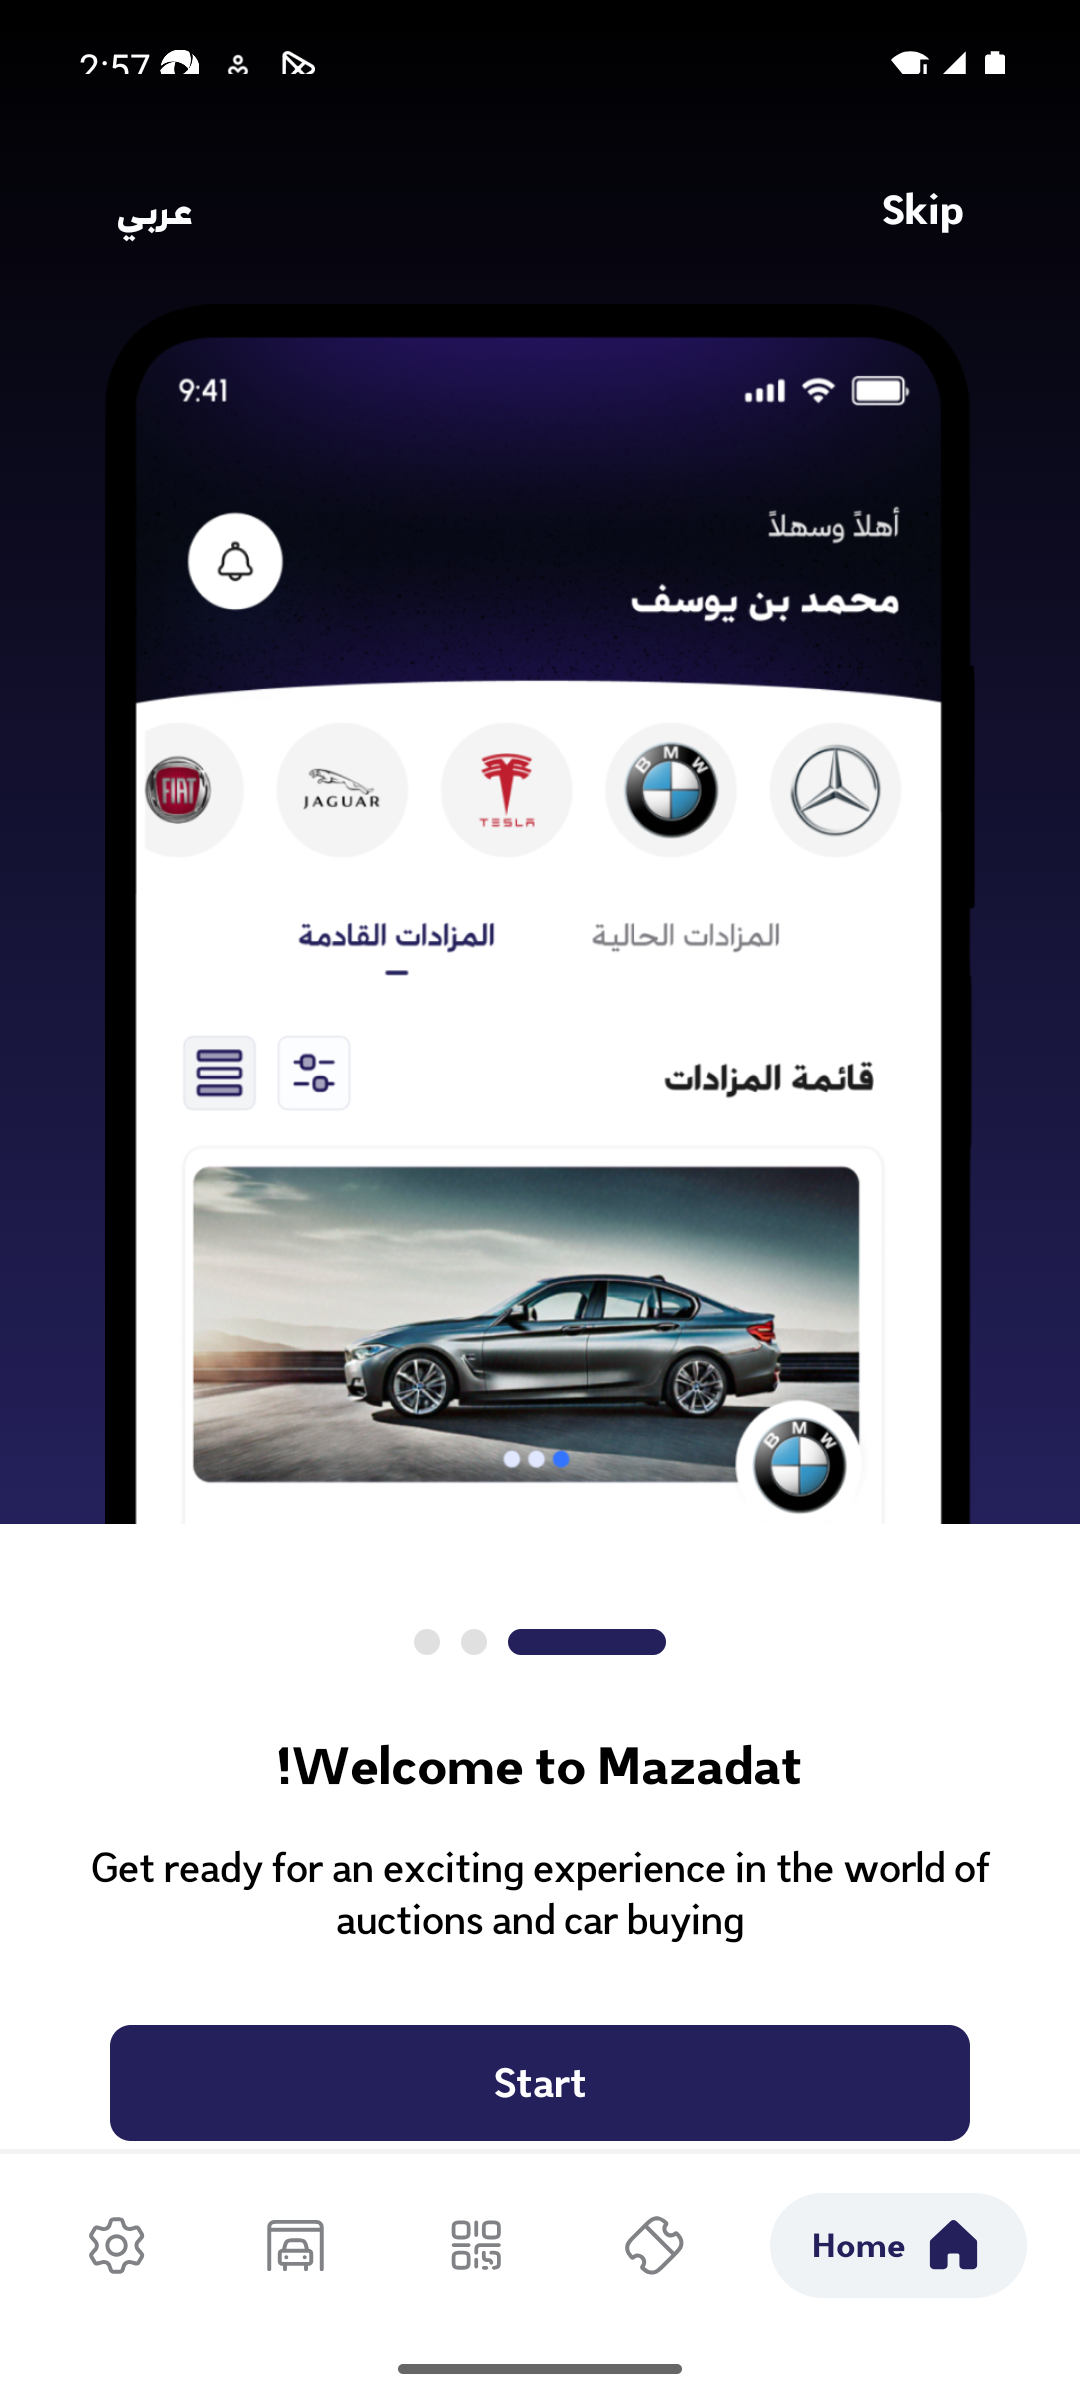 2:57
عربي
Skip
9:41
أهلاً وسهلاً
محمد بن يوسف
FIAT
JAGUAR
TESLA
BMW
المزادات الحالية
المزادات القادمة
قائمة المزادات
BMW
!Welcome to Mazadat
Get ready for an exciting experience in the world of
auctions and car buying
Start
Home